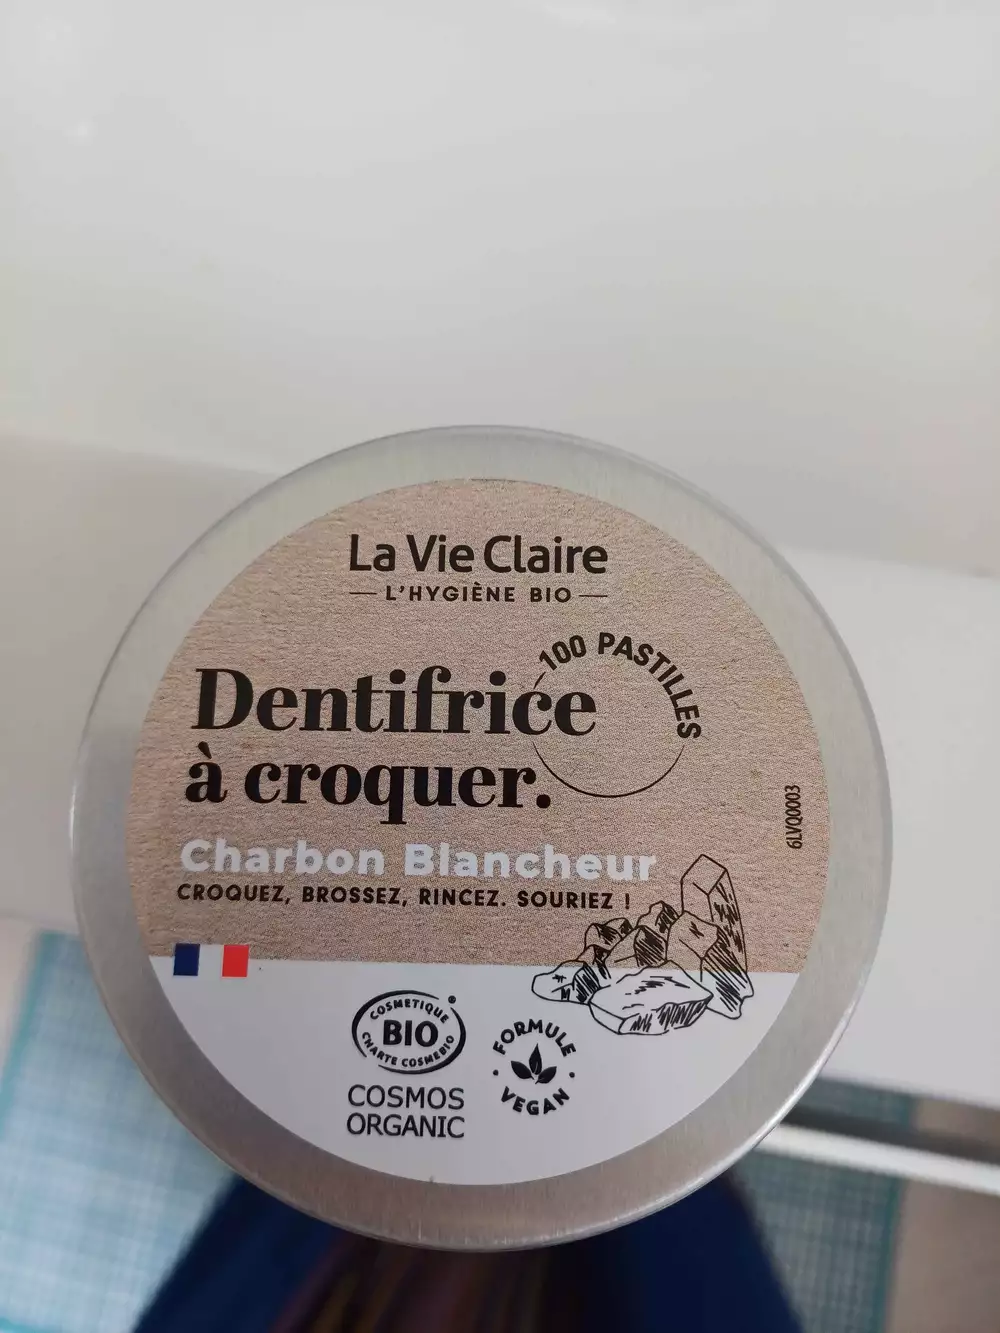 La Vie Claire
L'HYGIÈNE BIO
100 PASTILLES
Dentifrice
à croquer.
Charbon Blancheur
CROQUEZ, BROSSEZ, RINCEZ. SOURIEZ !
6LVQ0003
COSMETIQUE
BIO
CHARTE COSMEBIO
COSMOS
ORGANIC
FORMULE
VEGAN